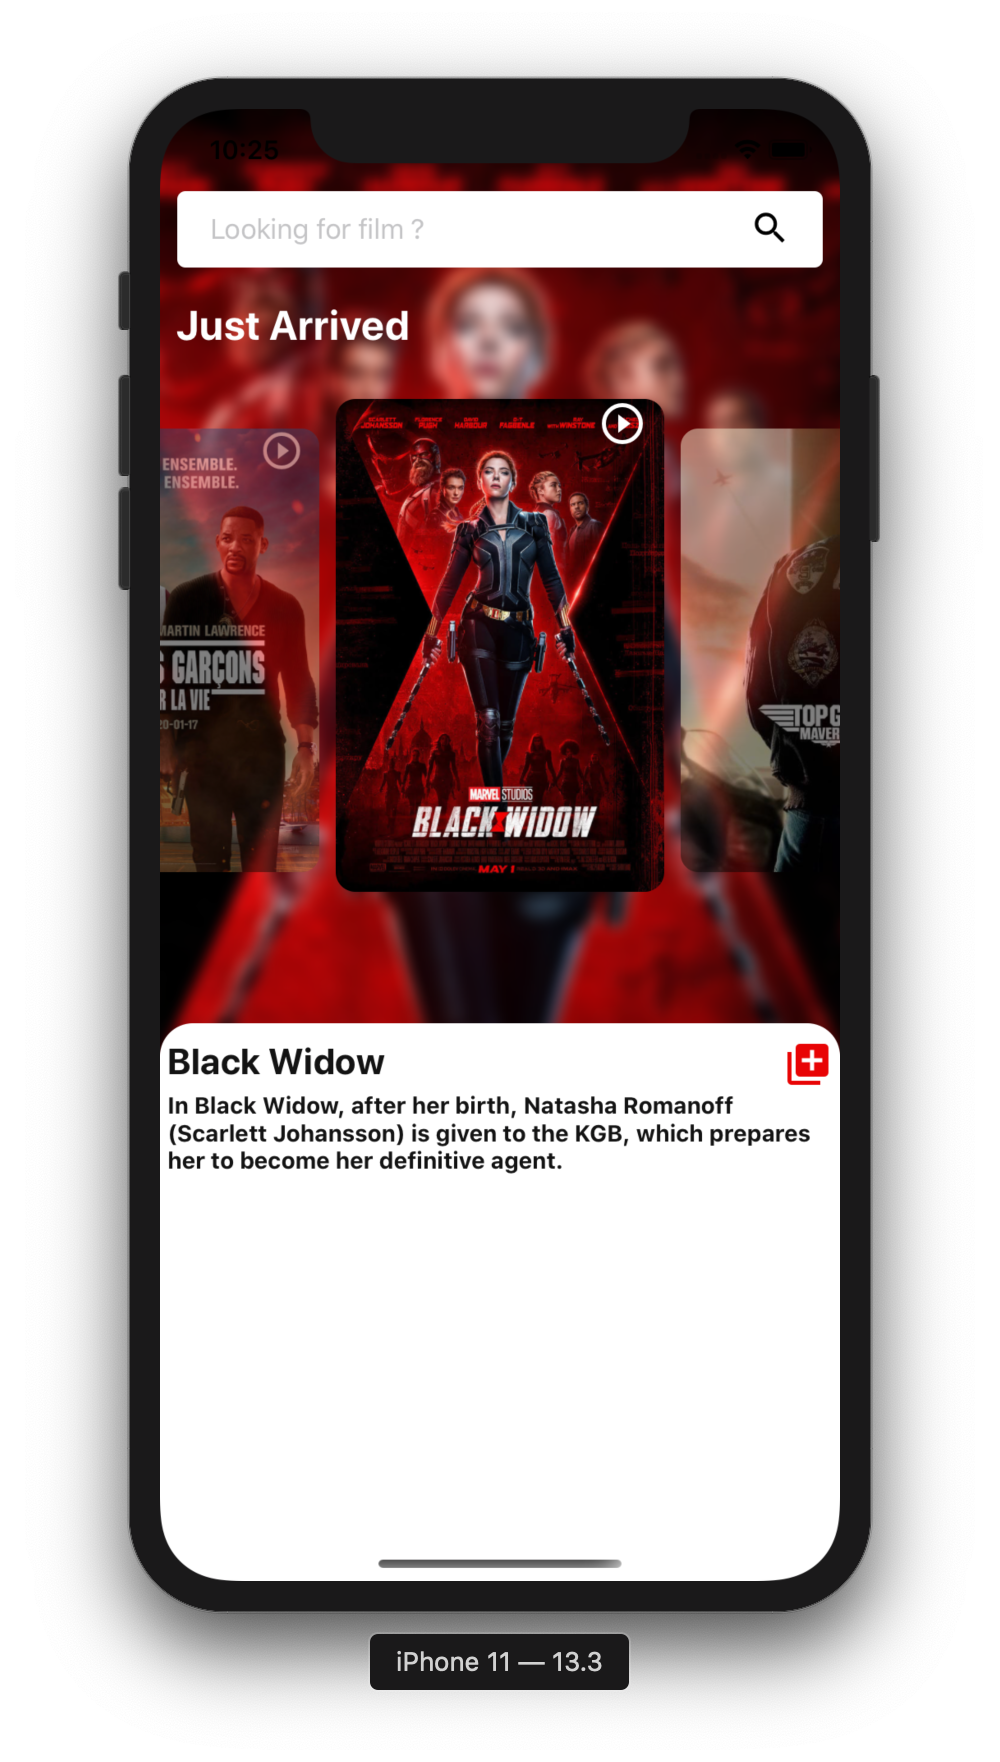 10:25
Looking for film ?
Just Arrived
ENSEMBLE.
ENSEMBLE.
MARTIN LAWRENCE
S GARÇONS
R LA VIE
20-01-17
SCARLETT JOHANSSON
FLORENCE PUGH
DAVID HARBOUR
O-T FAGBENLE
WITH WINSTONE
MARVEL STUDIOS
BLACK WIDOW
MAY 1
TOP G
MAVER
Black Widow
In Black Widow, after her birth, Natasha Romanoff
(Scarlett Johansson) is given to the KGB, which prepares
her to become her definitive agent.
iPhone 11 — 13.3